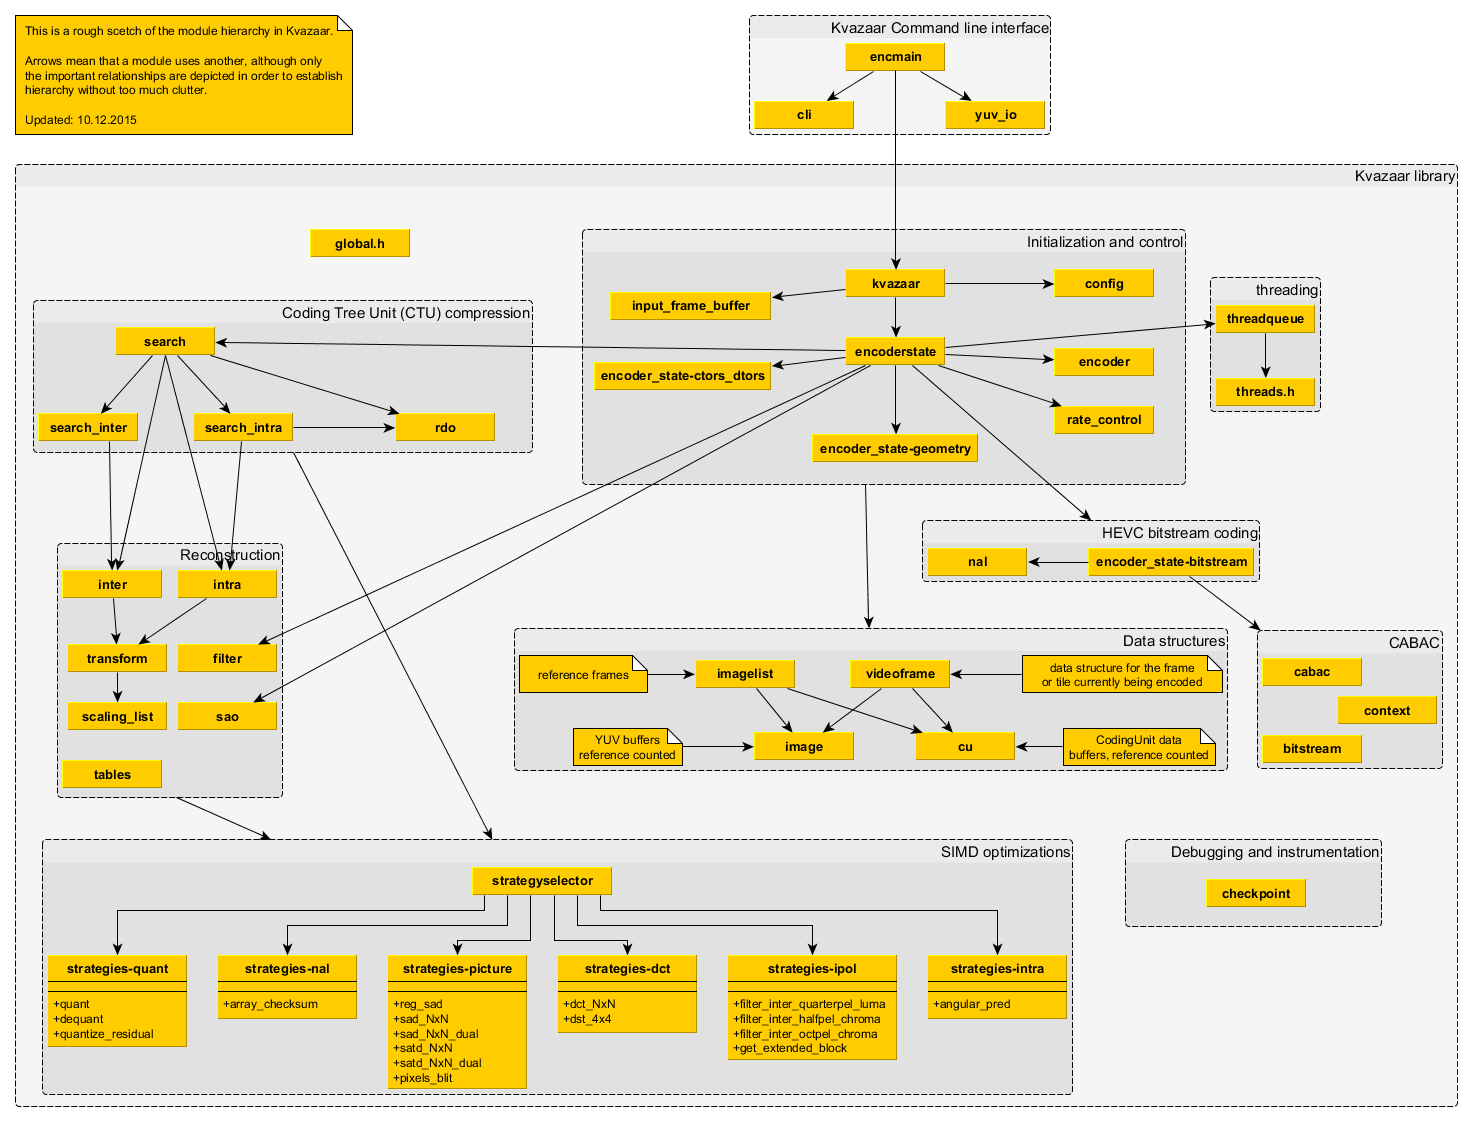 This is a rough scetch of the module hierarchy in Kvazaar.
Arrows mean that a module uses another, although only
the important relationships are depicted in order to establish
hierarchy without too much clutter.
Updated: 10.12.2015
Kvazaar Command line interface
encmain
cli
yuv_io
Kvazaar library
global.h
Initialization and control
kvazaar
config
input_frame_buffer
encoderstate
encoder
encoder_state-ctors_dtors
rate_control
encoder_state-geometry
threading
threadqueue
threads.h
Coding Tree Unit (CTU) compression
search
search_inter
search_intra
rdo
HEVC bitstream coding
nal
encoder_state-bitstream
Reconstruction
inter
intra
transform
filter
scaling_list
sao
tables
Data structures
reference frames
imagelist
videoframe
data structure for the frame
or tile currently being encoded
YUV buffers
reference counted
image
cu
CodingUnit data
buffers, reference counted
CABAC
cabac
context
bitstream
SIMD optimizations
strategyselector
strategies-quant
+quant
+dequant
+quantize_residual
strategies-nal
+array_checksum
strategies-picture
+reg_sad
+sad_NxN
+sad_NxN_dual
+satd_NxN
+satd_NxN_dual
+pixels_blit
strategies-dct
+dct_NxN
+dst_4x4
strategies-ipol
+filter_inter_quarterpel_luma
+filter_inter_halfpel_chroma
+filter_inter_octpel_chroma
+get_extended_block
strategies-intra
+angular_pred
Debugging and instrumentation
checkpoint